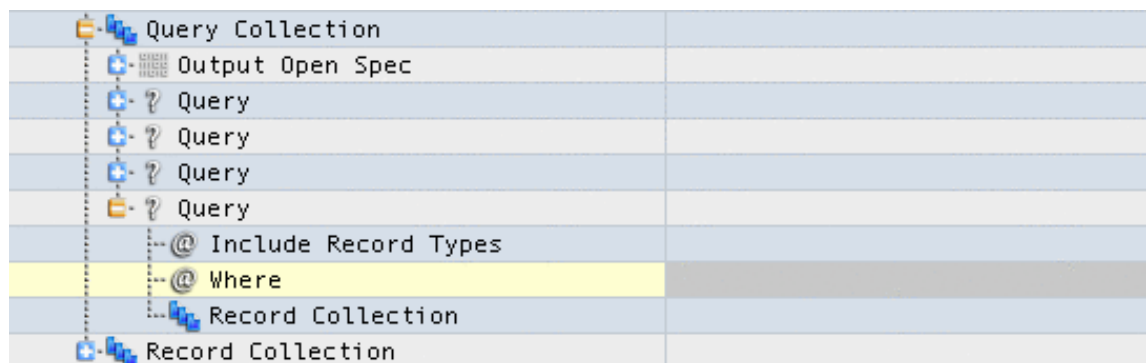 Query Collection
Output Open Spec
? Query
? Query
? Query
? Query
@ Include Record Types
@ Where
Record Collection
Record Collection